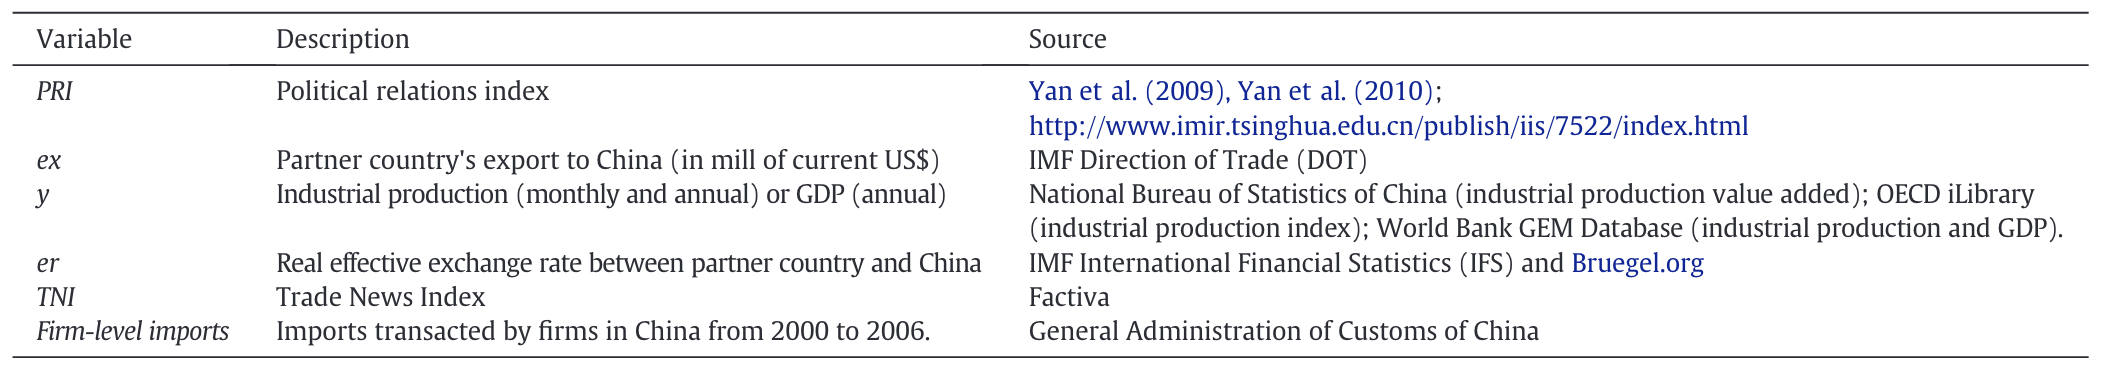 Variable Description Source
PRI Political relations index Yan et al. (2009), Yan et al. (2010);
http://www.imir.tsinghua.edu.cn/publish/iis/7522/index.html
ex Partner country's export to China (in mill of current US$) IMF Direction of Trade (DOT)
y Industrial production (monthly and annual) or GDP (annual) National Bureau of Statistics of China (industrial production value added); OECD iLibrary
(industrial production index); World Bank GEM Database (industrial production and GDP).
er Real effective exchange rate between partner country and China IMF International Financial Statistics (IFS) and Bruegel.org
TNI Trade News Index Factiva
Firm-level imports Imports transacted by firms in China from 2000 to 2006. General Administration of Customs of China